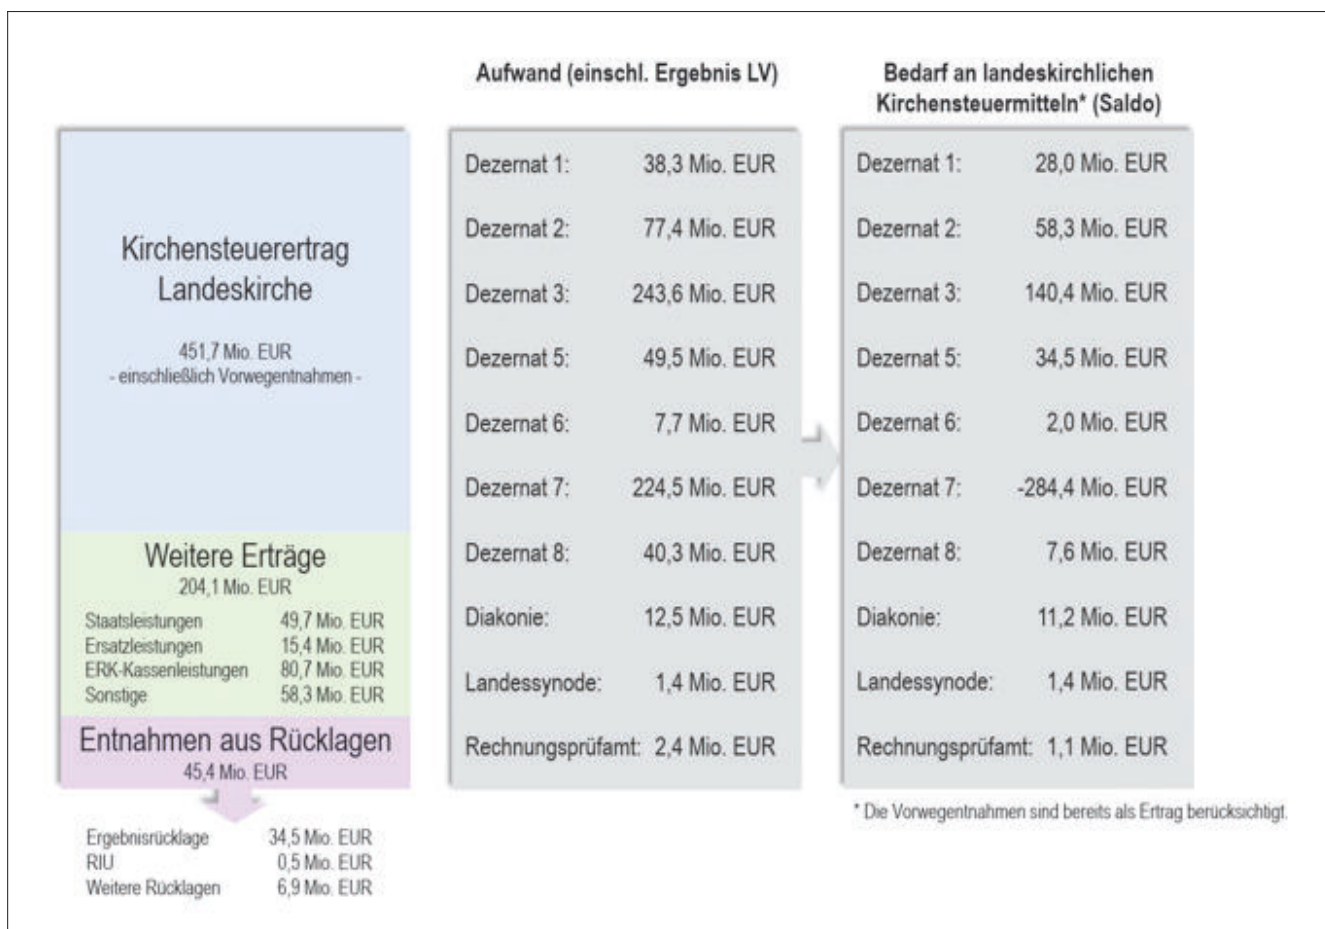 Aufwand (einschl. Ergebnis LV)
Bedarf an landeskirchlichen
Kirchensteuermitteln* (Saldo)
Kirchensteuerertrag
Landeskirche
451,7 Mio. EUR
- einschließlich Vorwegentnahmen -
Weitere Erträge
204,1 Mio. EUR
Staatsleistungen 49,7 Mio. EUR
Ersatzleistungen 15,4 Mio. EUR
ERK-Kassenleistungen 80,7 Mio. EUR
Sonstige 58,3 Mio. EUR
Entnahmen aus Rücklagen
45,4 Mio. EUR
Ergebnisrücklage 34,5 Mio. EUR
RIU 0,5 Mio. EUR
Weitere Rücklagen 6,9 Mio. EUR
Dezernat 1: 38,3 Mio. EUR
Dezernat 2: 77,4 Mio. EUR
Dezernat 3: 243,6 Mio. EUR
Dezernat 5: 49,5 Mio. EUR
Dezernat 6: 7,7 Mio. EUR
Dezernat 7: 224,5 Mio. EUR
Dezernat 8: 40,3 Mio. EUR
Diakonie: 12,5 Mio. EUR
Landessynode: 1,4 Mio. EUR
Rechnungsprüfamt: 2,4 Mio. EUR
Dezernat 1: 28,0 Mio. EUR
Dezernat 2: 58,3 Mio. EUR
Dezernat 3: 140,4 Mio. EUR
Dezernat 5: 34,5 Mio. EUR
Dezernat 6: 2,0 Mio. EUR
Dezernat 7: -284,4 Mio. EUR
Dezernat 8: 7,6 Mio. EUR
Diakonie: 11,2 Mio. EUR
Landessynode: 1,4 Mio. EUR
Rechnungsprüfamt: 1,1 Mio. EUR
* Die Vorwegentnahmen sind bereits als Ertrag berücksichtigt.